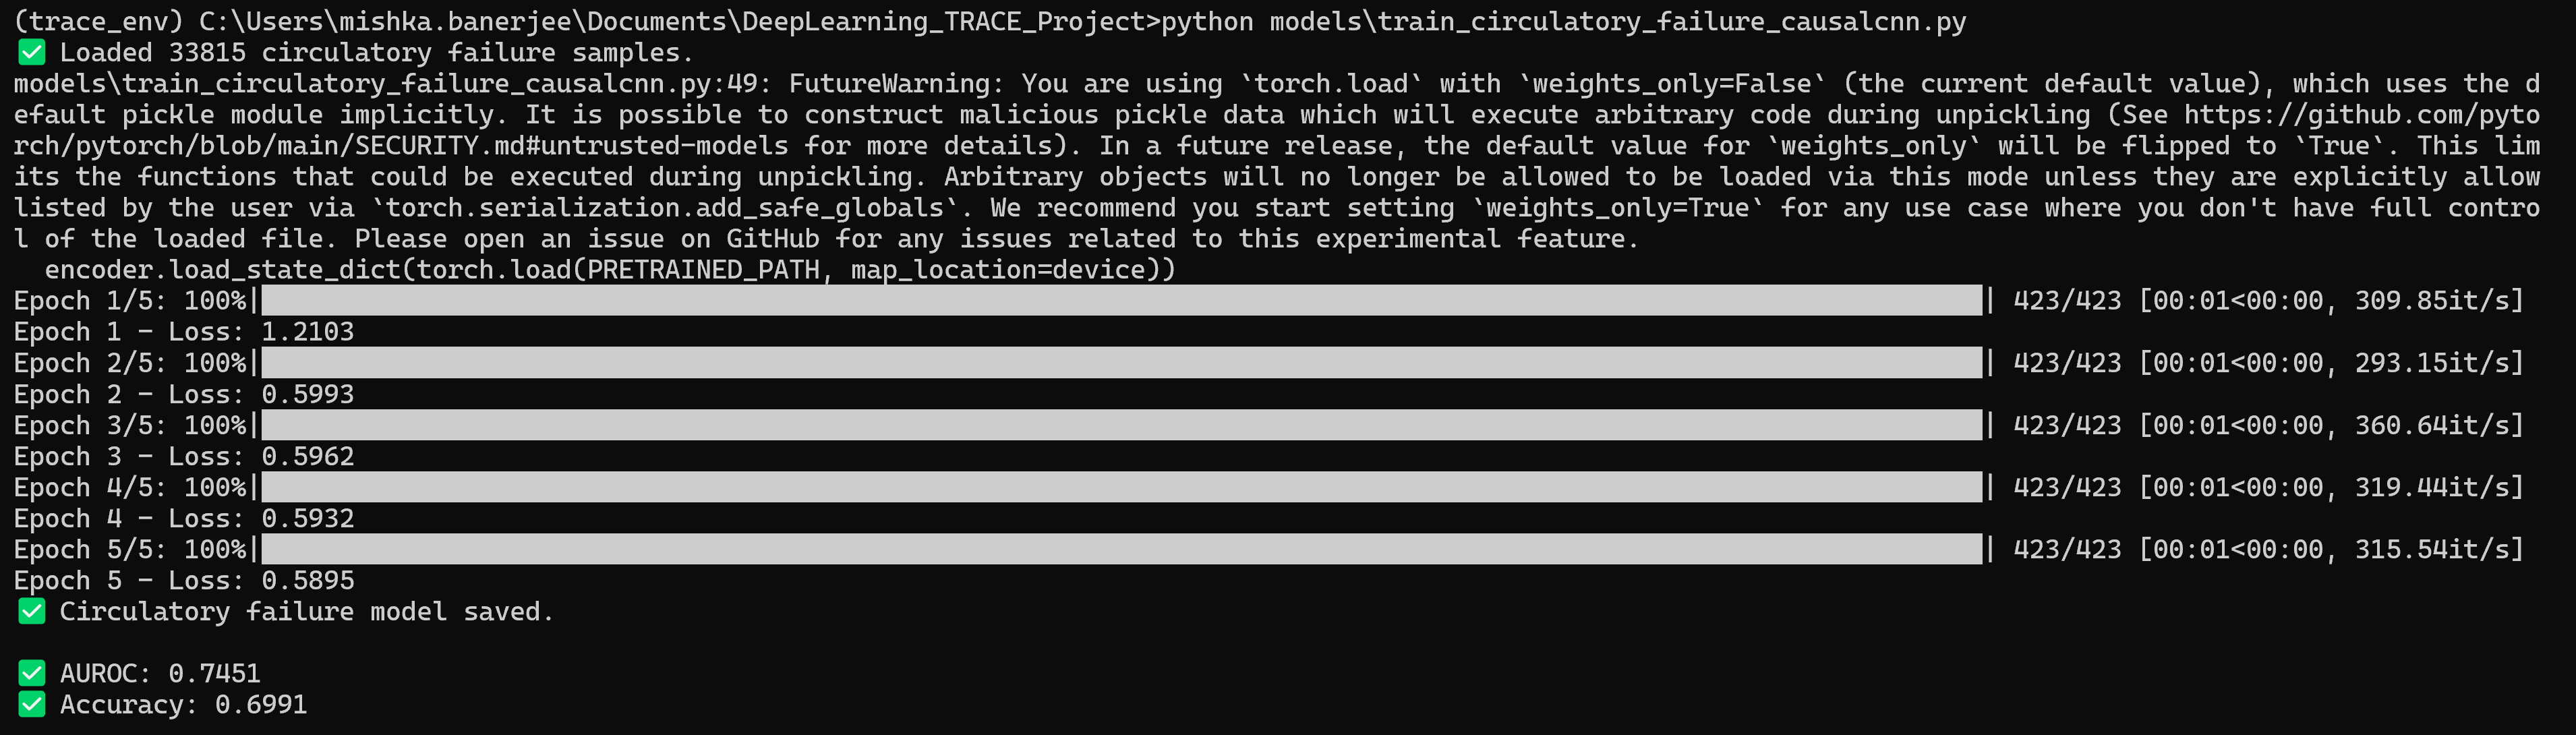 (trace_env) C:\Users\mishka.banerjee\Documents\DeepLearning_TRACE_Project>python models\train_circulatory_failure_causalcnn.py
✅ Loaded 33815 circulatory failure samples.
models\train_circulatory_failure_causalcnn.py:49: FutureWarning: You are using `torch.load` with `weights_only=False` (the current default value), which uses the d
efault pickle module implicitly. It is possible to construct malicious pickle data which will execute arbitrary code during unpickling (See https://github.com/pyto
rch/pytorch/blob/main/SECURITY.md#untrusted-models for more details). In a future release, the default value for `weights_only` will be flipped to `True`. This lim
its the functions that could be executed during unpickling. Arbitrary objects will no longer be allowed to be loaded via this mode unless they are explicitly allow
listed by the user via `torch.serialization.add_safe_globals`. We recommend you start setting `weights_only=True` for any use case where you don't have full contro
l of the loaded file. Please open an issue on GitHub for any issues related to this experimental feature.
  encoder.load_state_dict(torch.load(PRETRAINED_PATH, map_location=device))
Epoch 1/5: 100%|| 423/423 [00:01<00:00, 309.85it/s]
Epoch 1 - Loss: 1.2103
Epoch 2/5: 100%|| 423/423 [00:01<00:00, 293.15it/s]
Epoch 2 - Loss: 0.5993
Epoch 3/5: 100%|| 423/423 [00:01<00:00, 360.64it/s]
Epoch 3 - Loss: 0.5962
Epoch 4/5: 100%|| 423/423 [00:01<00:00, 319.44it/s]
Epoch 4 - Loss: 0.5932
Epoch 5/5: 100%|| 423/423 [00:01<00:00, 315.54it/s]
Epoch 5 - Loss: 0.5895
✅ Circulatory failure model saved.
✅ AUROC: 0.7451
✅ Accuracy: 0.6991